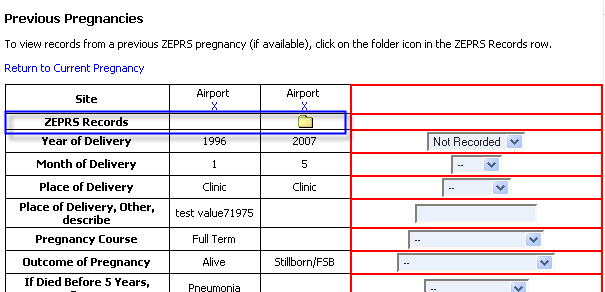 Previous Pregnancies
To view records from a previous ZEPRS pregnancy (if available), click on the folder icon in the ZEPRS Records row.
Return to Current Pregnancy
Site Airport Airport
X X
ZEPRS Records
Year of Delivery 1996 2007 Not Recorded
Month of Delivery 1 5 --
Place of Delivery Clinic Clinic --
Place of Delivery, Other,
describe test value71975
Pregnancy Course Full Term --
Outcome of Pregnancy Alive Stillborn/FSB --
If Died Before 5 Years,
Pneumonia --